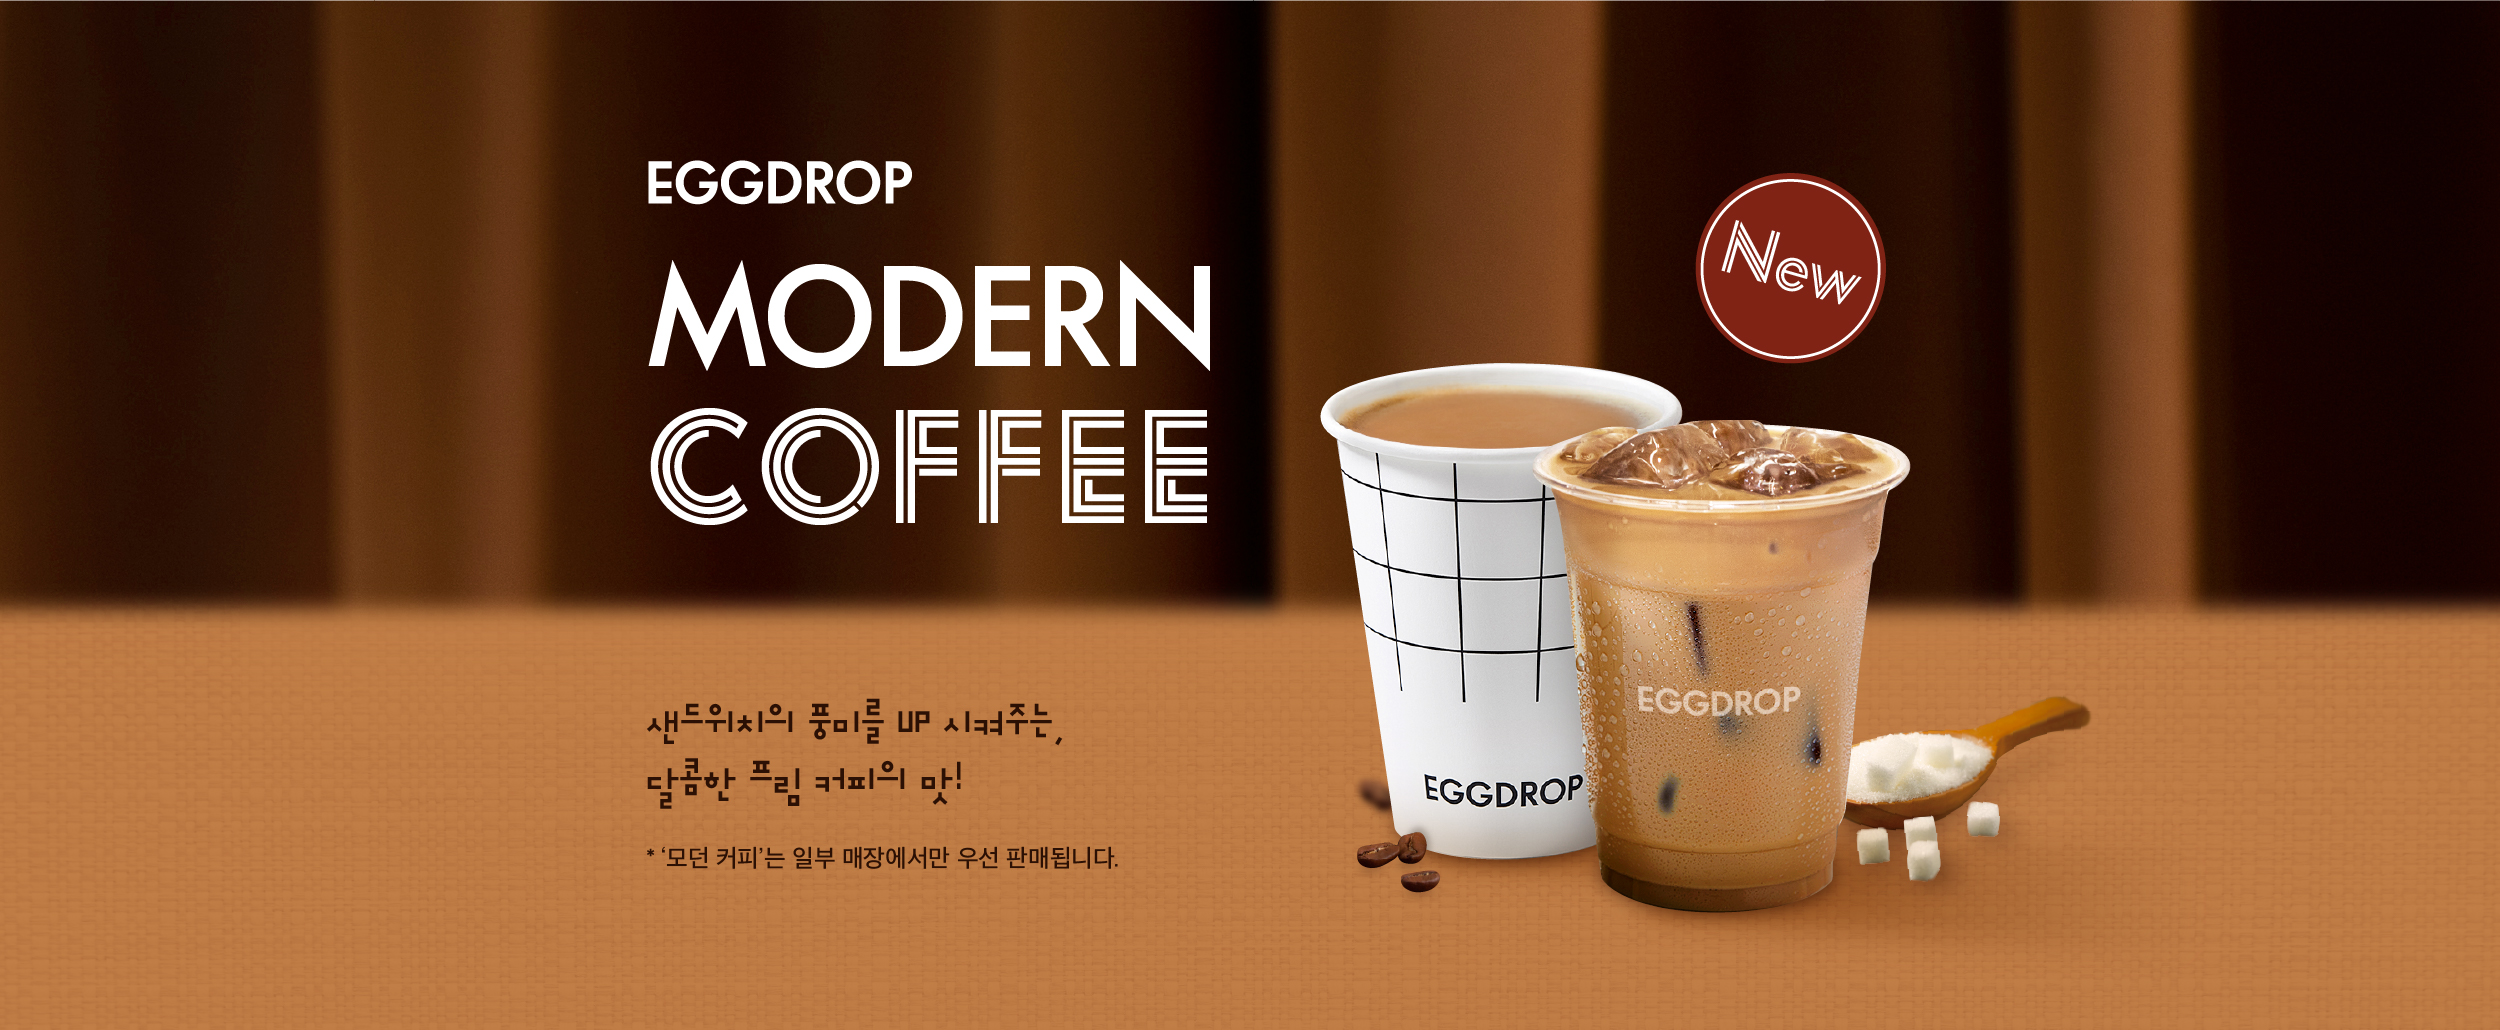 EGGDROP
MODERN
COFFEE
New
샌드위치의 풍미를 UP 시켜주는,
달콤한 프림 커피의 맛!
* ‘모던 커피’는 일부 매장에서만 우선 판매됩니다.
EGGDROP
EGGDROP